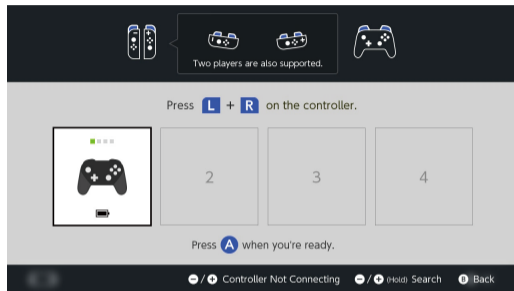 Two players are also supported.
Press L + R on the controller.
2
3
4
Press A when you're ready.
⊖/⊕ Controller Not Connecting ⊖/⊕ (Hold) Search B Back